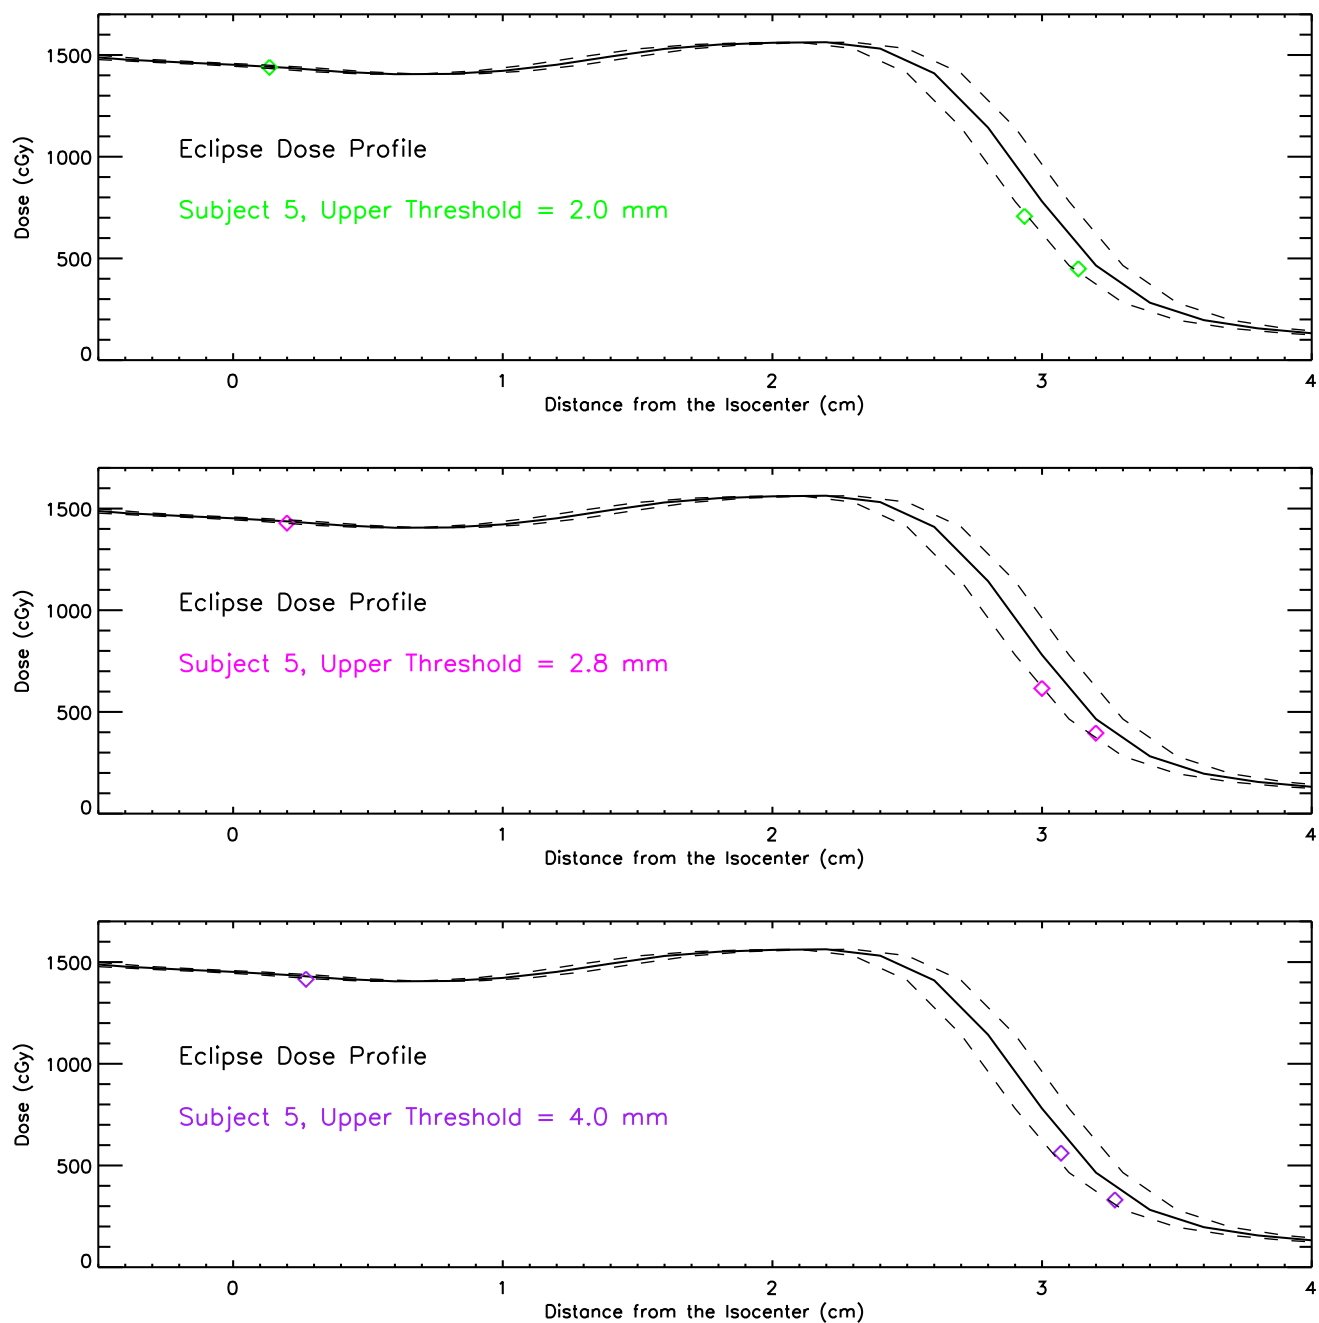 1500
Eclipse Dose Profile
1000
Subject 5, Upper Threshold = 2.0 mm
500
0
Dose (cGy)
0 1 2 3 4
Distance from the Isocenter (cm)
1500
Eclipse Dose Profile
1000
Subject 5, Upper Threshold = 2.8 mm
500
0
Dose (cGy)
0 1 2 3 4
Distance from the Isocenter (cm)
1500
Eclipse Dose Profile
1000
Subject 5, Upper Threshold = 4.0 mm
500
0
Dose (cGy)
0 1 2 3 4
Distance from the Isocenter (cm)